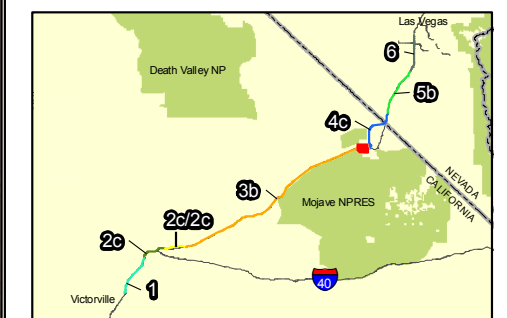 Las Vegas
6
Death Valley NP
5b
4c
NEVADA
CALIFORNIA
3b
Mojave NPRES
2c/2c
2c
40
1
Victorville